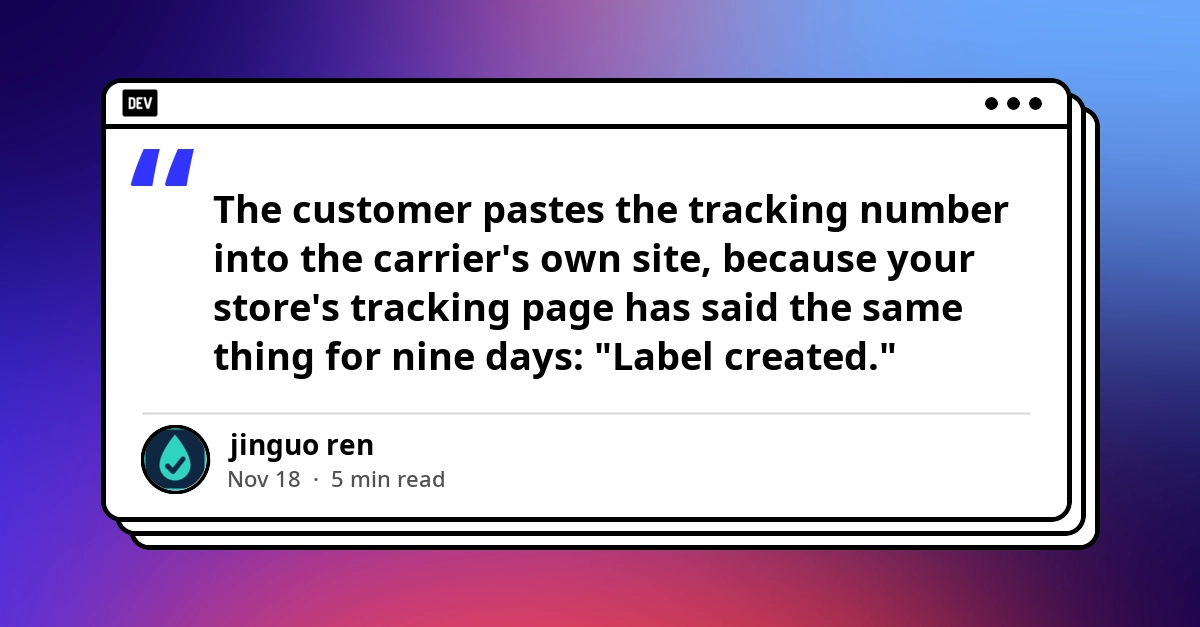 DEV
“
The customer pastes the tracking number
into the carrier's own site, because your
store's tracking page has said the same
thing for nine days: "Label created."
jinguo ren
Nov 18 · 5 min read